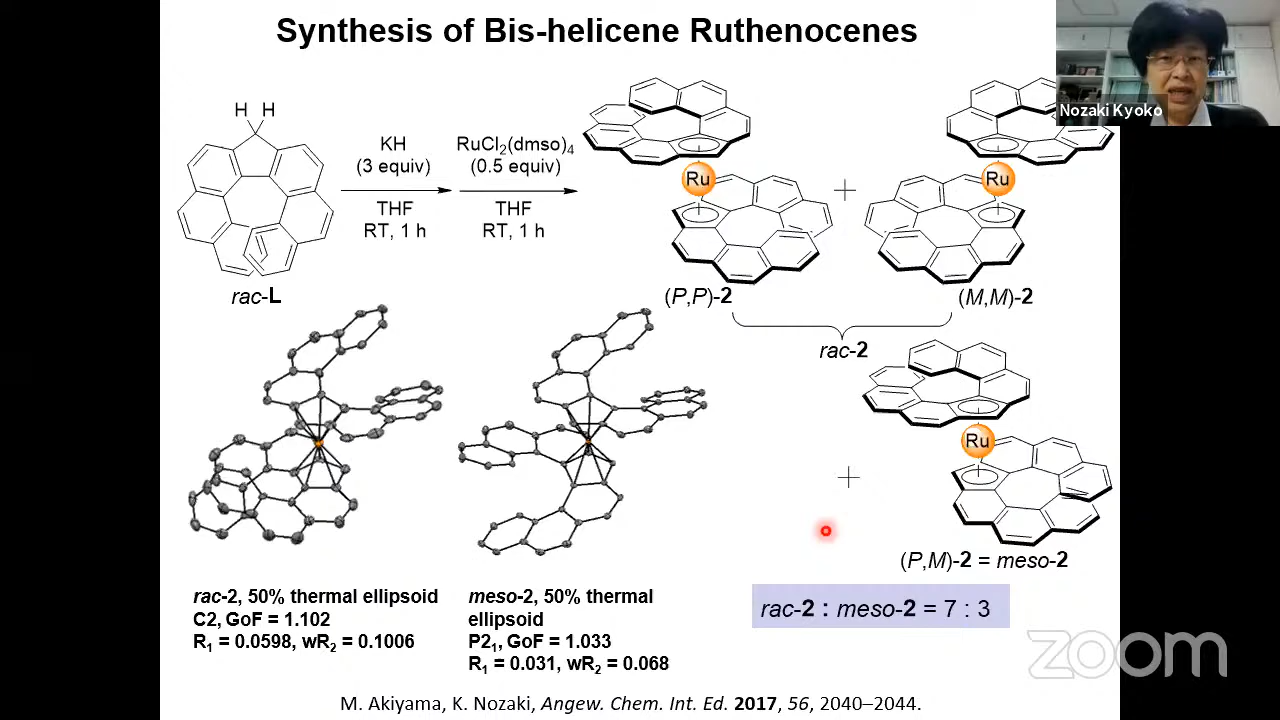 Synthesis of Bis-helicene Ruthenocenes
Nozaki Kyoko
H H
KH
(3 equiv)
THF
RT, 1 h
RuCl2(dmso)4
(0.5 equiv)
THF
RT, 1 h
Ru
+
Ru
rac-L
(P,P)-2
(M,M)-2
rac-2
+
Ru
(P,M)-2 = meso-2
rac-2, 50% thermal ellipsoid
C2, GoF = 1.102
R1 = 0.0598, wR2 = 0.1006
meso-2, 50% thermal
ellipsoid
P21, GoF = 1.033
R1 = 0.031, wR2 = 0.068
rac-2 : meso-2 = 7 : 3
zoom
M. Akiyama, K. Nozaki, Angew. Chem. Int. Ed. 2017, 56, 2040–2044.